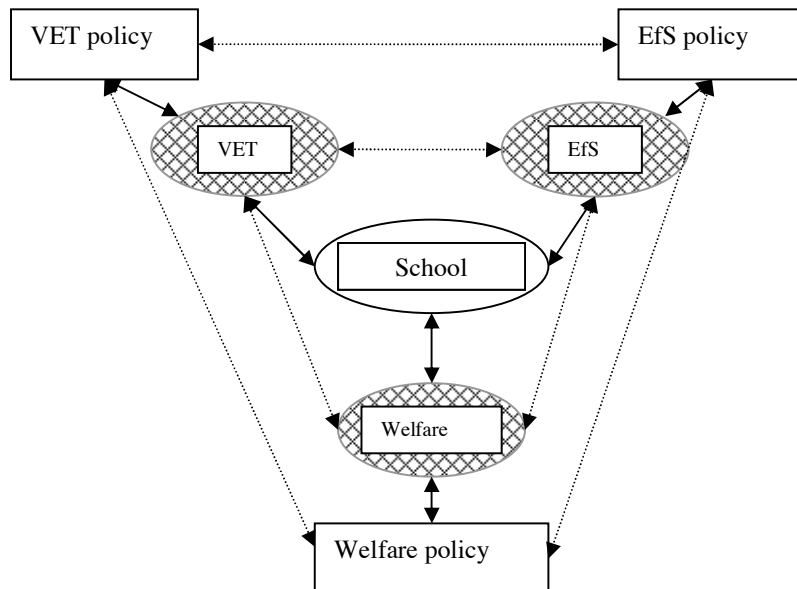 VET policy
EfS policy
VET
EfS
School
Welfare
Welfare policy